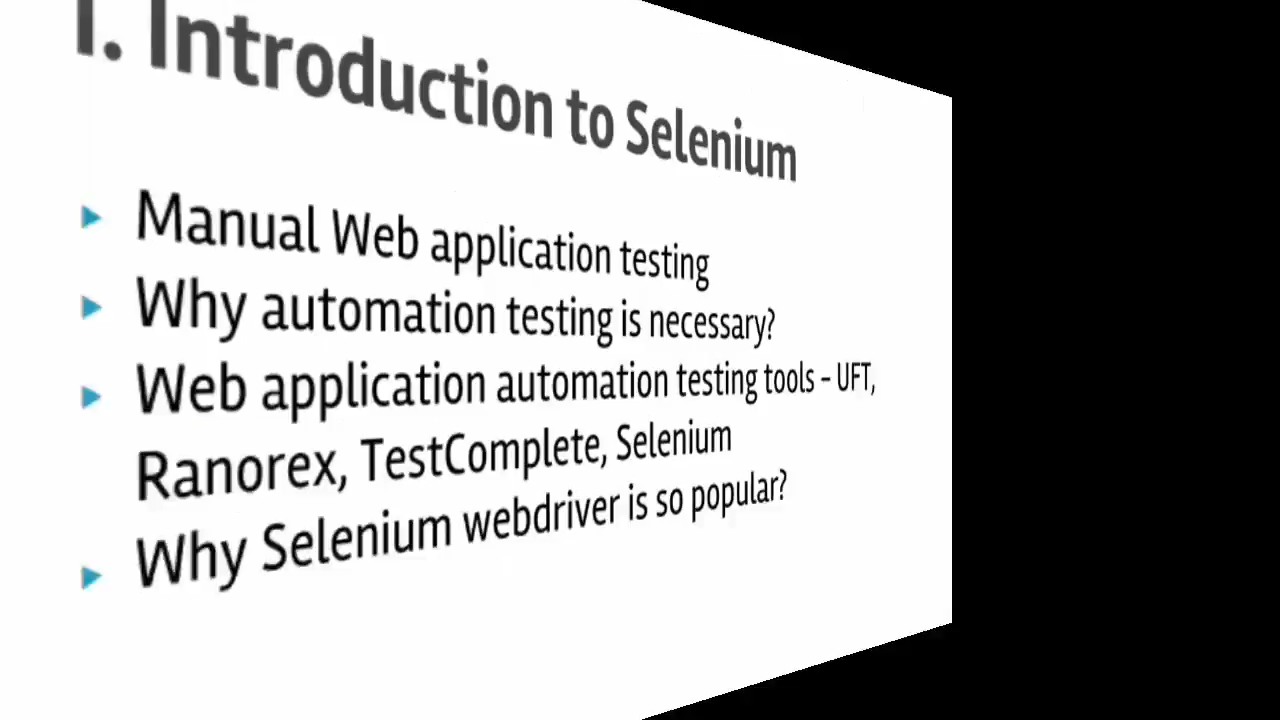 1. Introduction to Selenium
Manual Web application testing
Why automation testing is necessary?
Web application automation testing tools - UFT,
Ranorex, TestComplete, Selenium
Why Selenium webdriver is so popular?